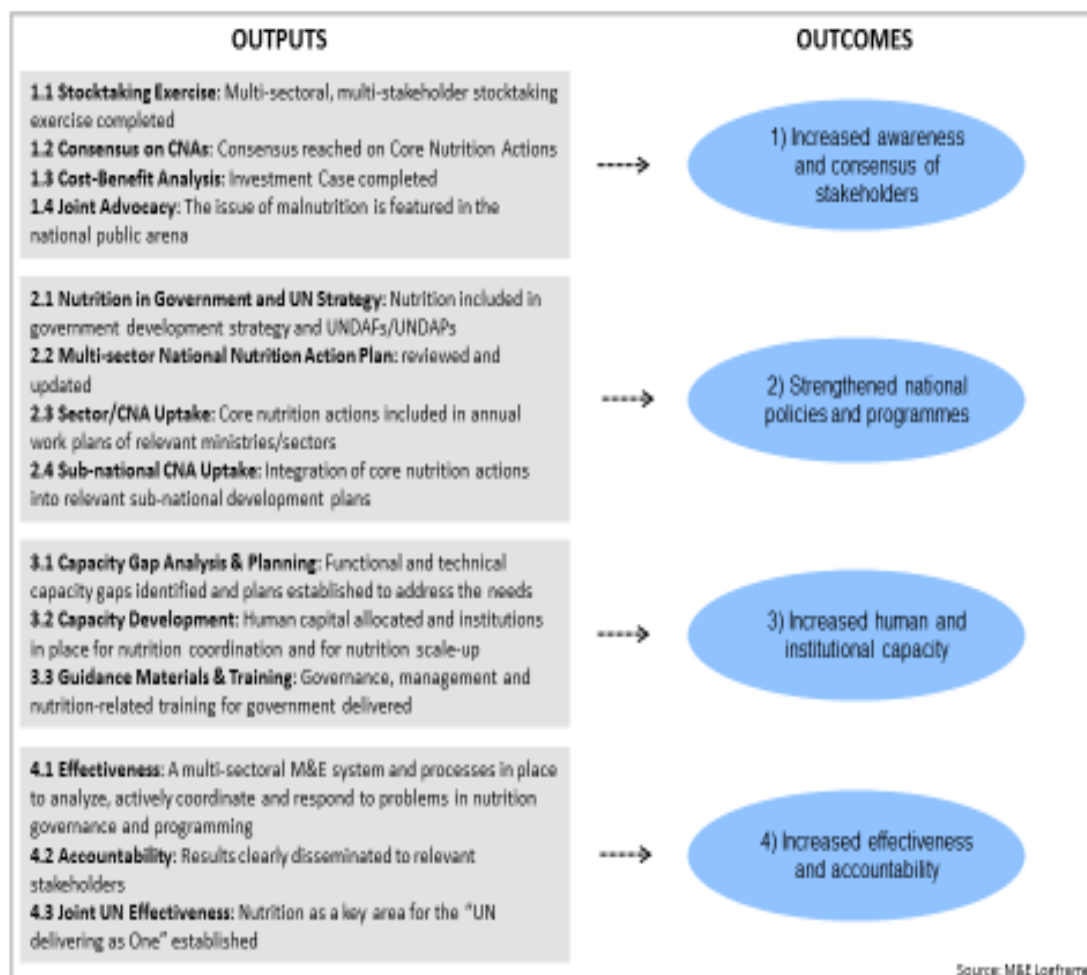 OUTPUTS
OUTCOMES
1.1 Stocktaking Exercise: Multi-sectoral, multi-stakeholder stocktaking
exercise completed
1.2 Consensus on CNAs: Consensus reached on Core Nutrition Actions
1.3 Cost-Benefit Analysis: Investment Case completed
1.4 Joint Advocacy: The issue of malnutrition is featured in the
national public arena
1) Increased awareness
and consensus of
stakeholders
2.1 Nutrition in Government and UN Strategy: Nutrition included in
government development strategy and UNDAFs/UNDAPs
2.2 Multi-sector National Nutrition Action Plan: reviewed and
updated
2.3 Sector/CNA Uptake: Core nutrition actions included in annual
work plans of relevant ministries/sectors
2.4 Sub-national CNA Uptake: Integration of core nutrition actions
into relevant sub-national development plans
2) Strengthened national
policies and programmes
3.1 Capacity Gap Analysis & Planning: Functional and technical
capacity gaps identified and plans established to address the needs
3.2 Capacity Development: Human capital allocated and institutions
in place for nutrition coordination and for nutrition scale-up
3.3 Guidance Materials & Training: Governance, management and
nutrition-related training for government delivered
3) Increased human and
institutional capacity
4.1 Effectiveness: A multi-sectoral M&E system and processes in place
to analyze, actively coordinate and respond to problems in nutrition
governance and programming
4.2 Accountability: Results clearly disseminated to relevant
stakeholders
4.3 Joint UN Effectiveness: Nutrition as a key area for the "UN
delivering as One" established
4) Increased effectiveness
and accountability
Source: M&E Logframe